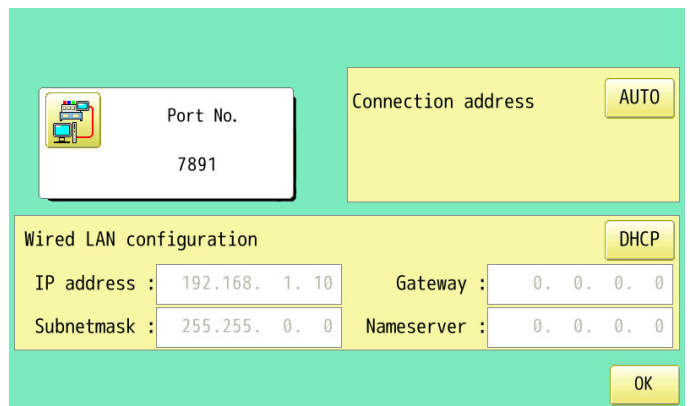 Port No.
7891
Connection address
AUTO
Wired LAN configuration
DHCP
IP address : 192.168. 1. 10
Gateway : 0. 0. 0. 0
Subnetmask : 255.255. 0. 0
Nameserver : 0. 0. 0. 0
OK